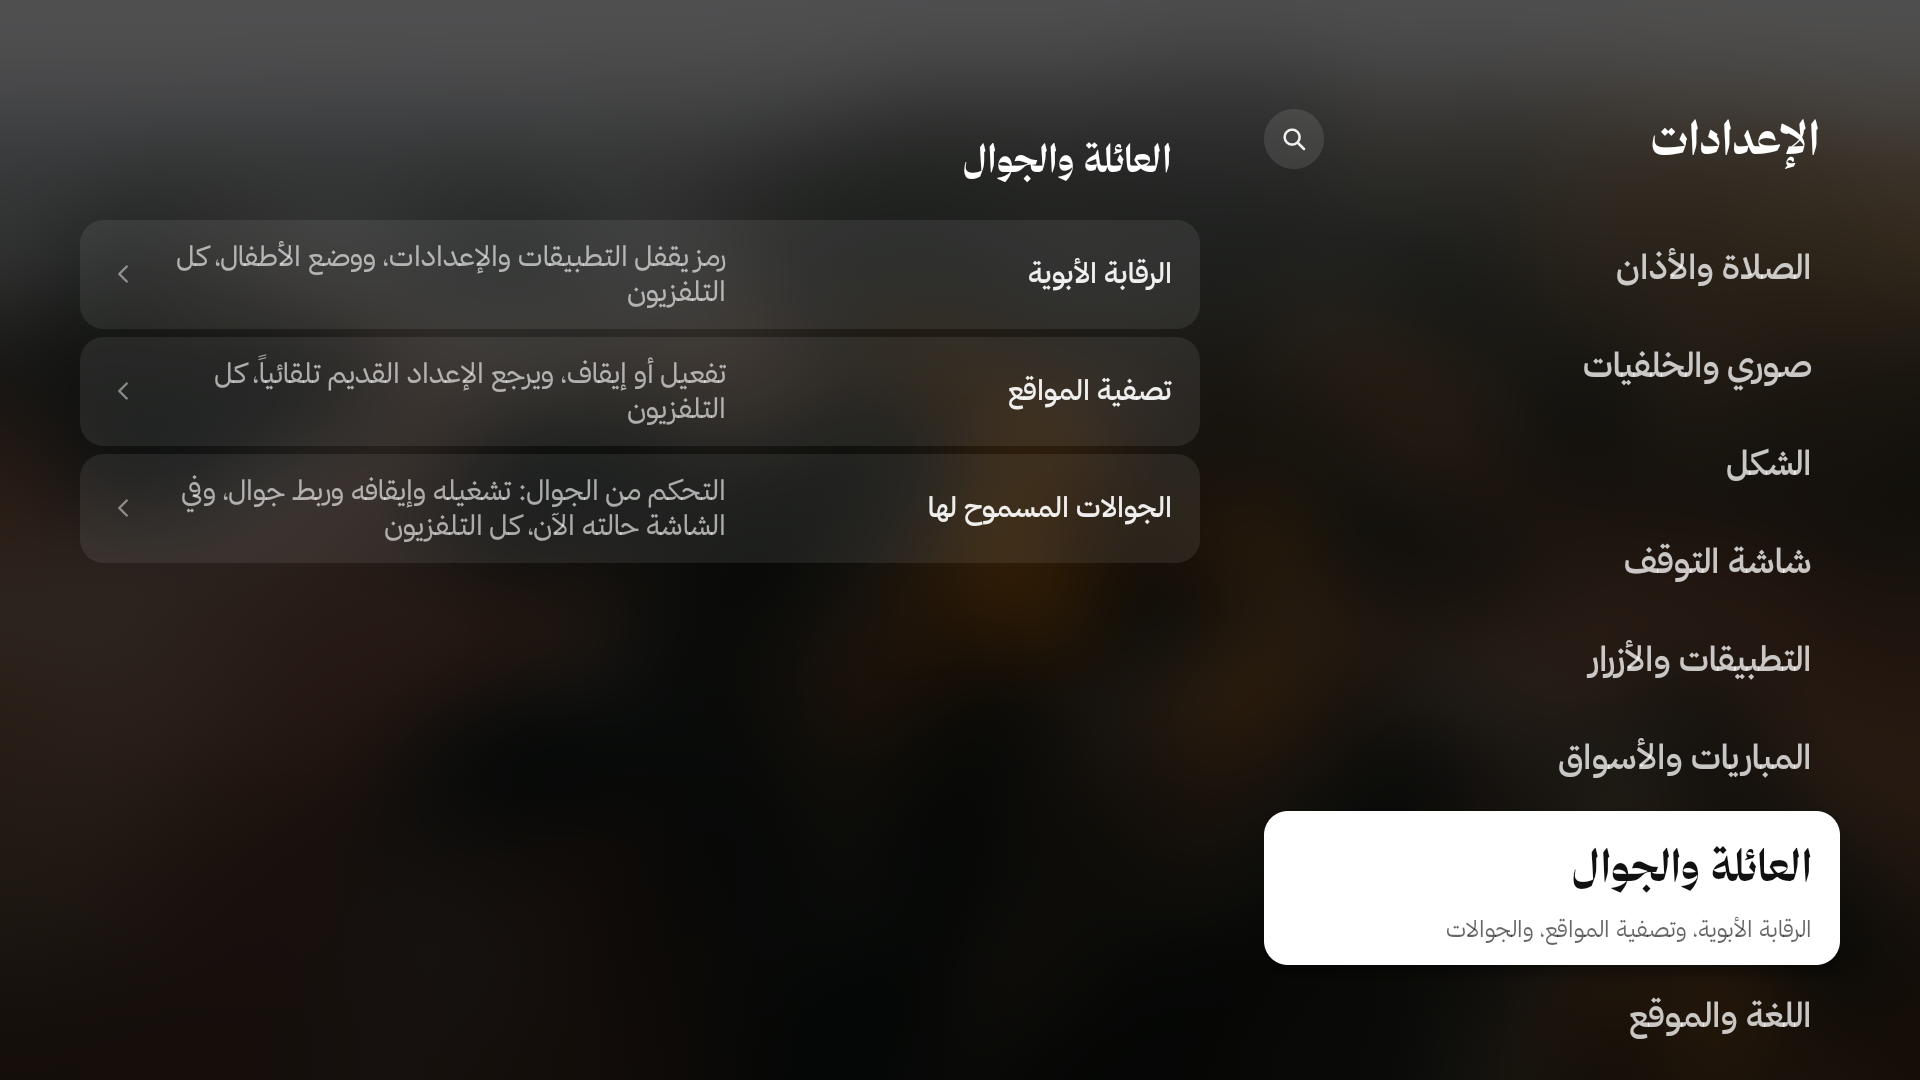 الإعدادات
الصلاة والأذان
صوري والخلفيات
الشكل
شاشة التوقف
التطبيقات والأزرار
المباريات والأسواق
العائلة والجوال
الرقابة الأبوية، وتصفية المواقع، والجوالات
اللغة والموقع
العائلة والجوال
الرقابة الأبوية
رمز يقفل التطبيقات والإعدادات، ووضع الأطفال، كل
التلفزيون
تصفية المواقع
تفعيل أو إيقاف، ويرجع الإعداد القديم تلقائياً، كل
التلفزيون
الجوالات المسموح لها
التحكم من الجوال: تشغيله وإيقافه وربط جوال، وفي
الشاشة حالته الآن، كل التلفزيون